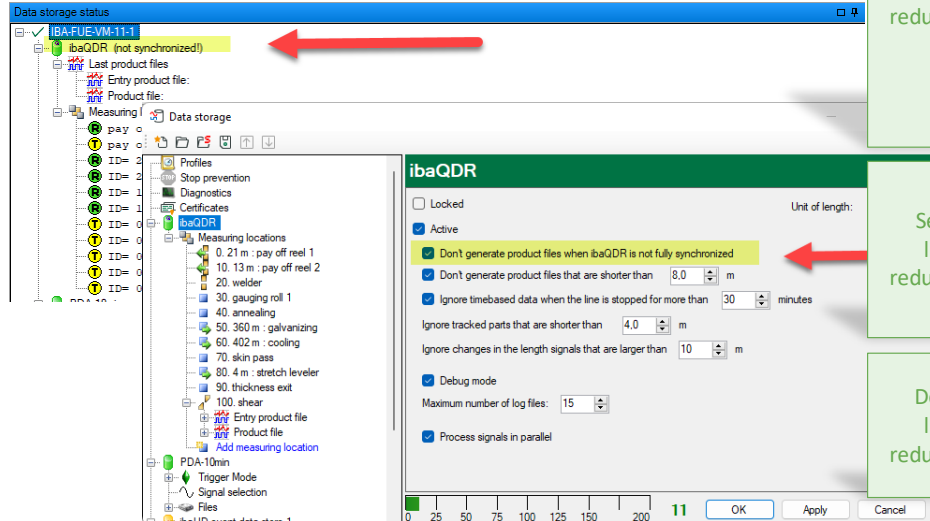 Data storage status
IBA-FUE-VM-11-1
ibaQDR (not synchronized!)
Last product files
Entry product file:
Product file:
Measuring l
R pay o
T pay o
R ID= 2
R ID= 2
R ID= 1
R ID= 1
T ID= 0
T ID= 0
T ID= 0
T ID= 0
T ID= 0
Data storage
Profiles
STOP Stop prevention
Diagnostics
Certificates
ibaQDR
Measuring locations
0. 21 m : pay off reel 1
10. 13 m : pay off reel 2
20. welder
30. gauging roll 1
40. annealing
50. 360 m : galvanizing
60. 402 m : cooling
70. skin pass
80. 4 m : stretch leveler
90. thickness exit
100. shear
Entry product file
Product file
Add measuring location
PDA-10min
Trigger Mode
Signal selection
Files
ibaQDR
Locked
Unit of length:
Active
Don't generate product files when ibaQDR is not fully synchronized
Don't generate product files that are shorter than 8,0 m
Ignore timebased data when the line is stopped for more than 30 minutes
Ignore tracked parts that are shorter than 4,0 m
Ignore changes in the length signals that are larger than 10 m
Debug mode
Maximum number of log files: 15
Process signals in parallel
0 25 50 75 100 125 150 200
11
OK Apply Cancel
redu
Se
l
redu
D
l
redu